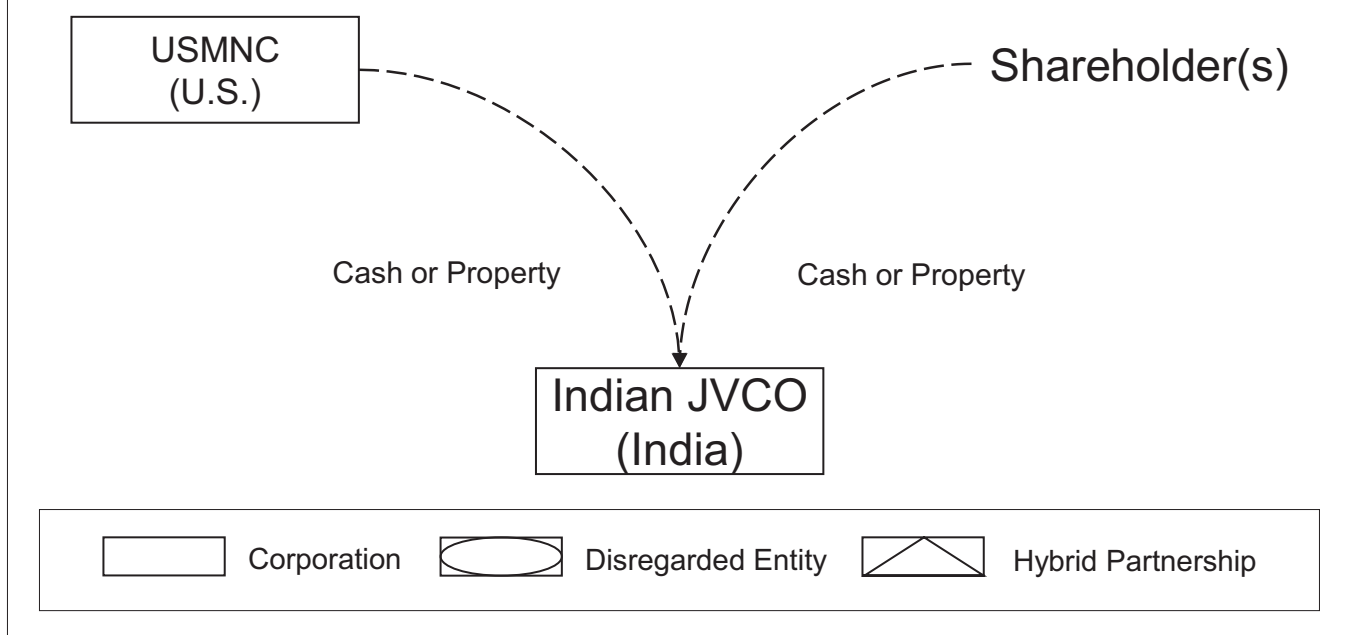 USMNC
(U.S.)
Shareholder(s)
Cash or Property
Cash or Property
Indian JVCO
(India)
Corporation
Disregarded Entity
Hybrid Partnership